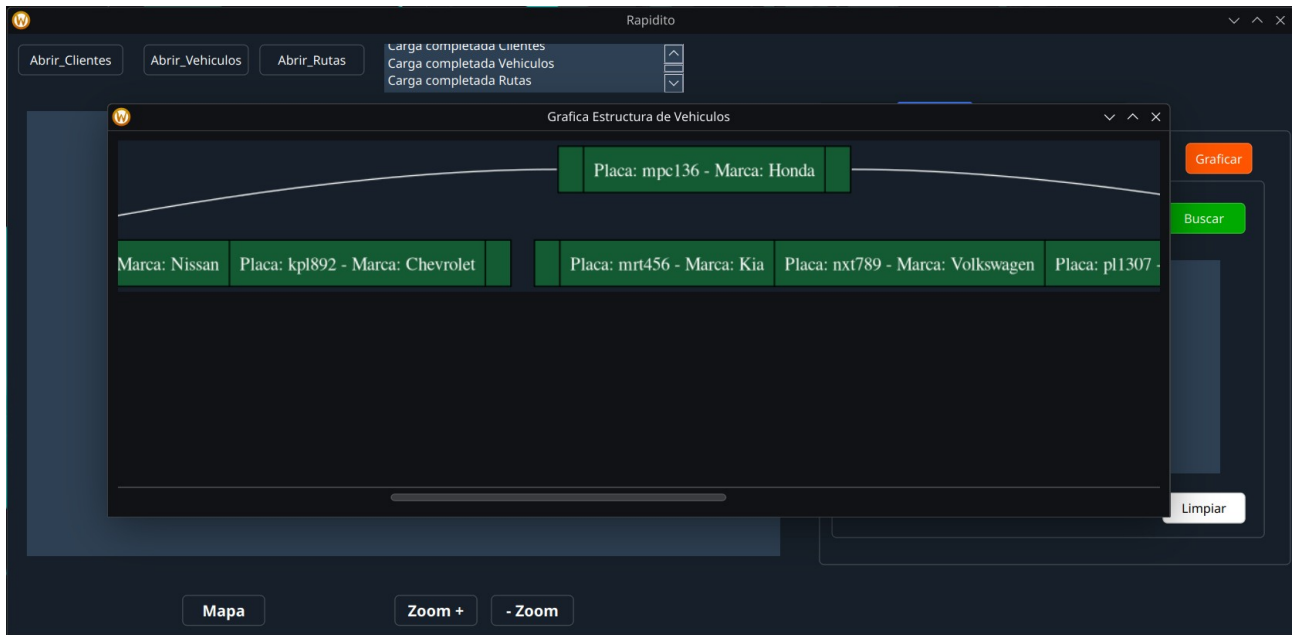 Rapidito
Abrir_Clientes
Abrir_Vehiculos
Abrir_Rutas
Carga completada Clientes
Carga completada Vehiculos
Carga completada Rutas
Grafica Estructura de Vehiculos
Graficar
Placa: mpc136 - Marca: Honda
Buscar
Marca: Nissan
Placa: kpl892 - Marca: Chevrolet
Placa: mrt456 - Marca: Kia
Placa: nxt789 - Marca: Volkswagen
Placa: pl1307 -
Limpiar
Mapa
Zoom +
- Zoom